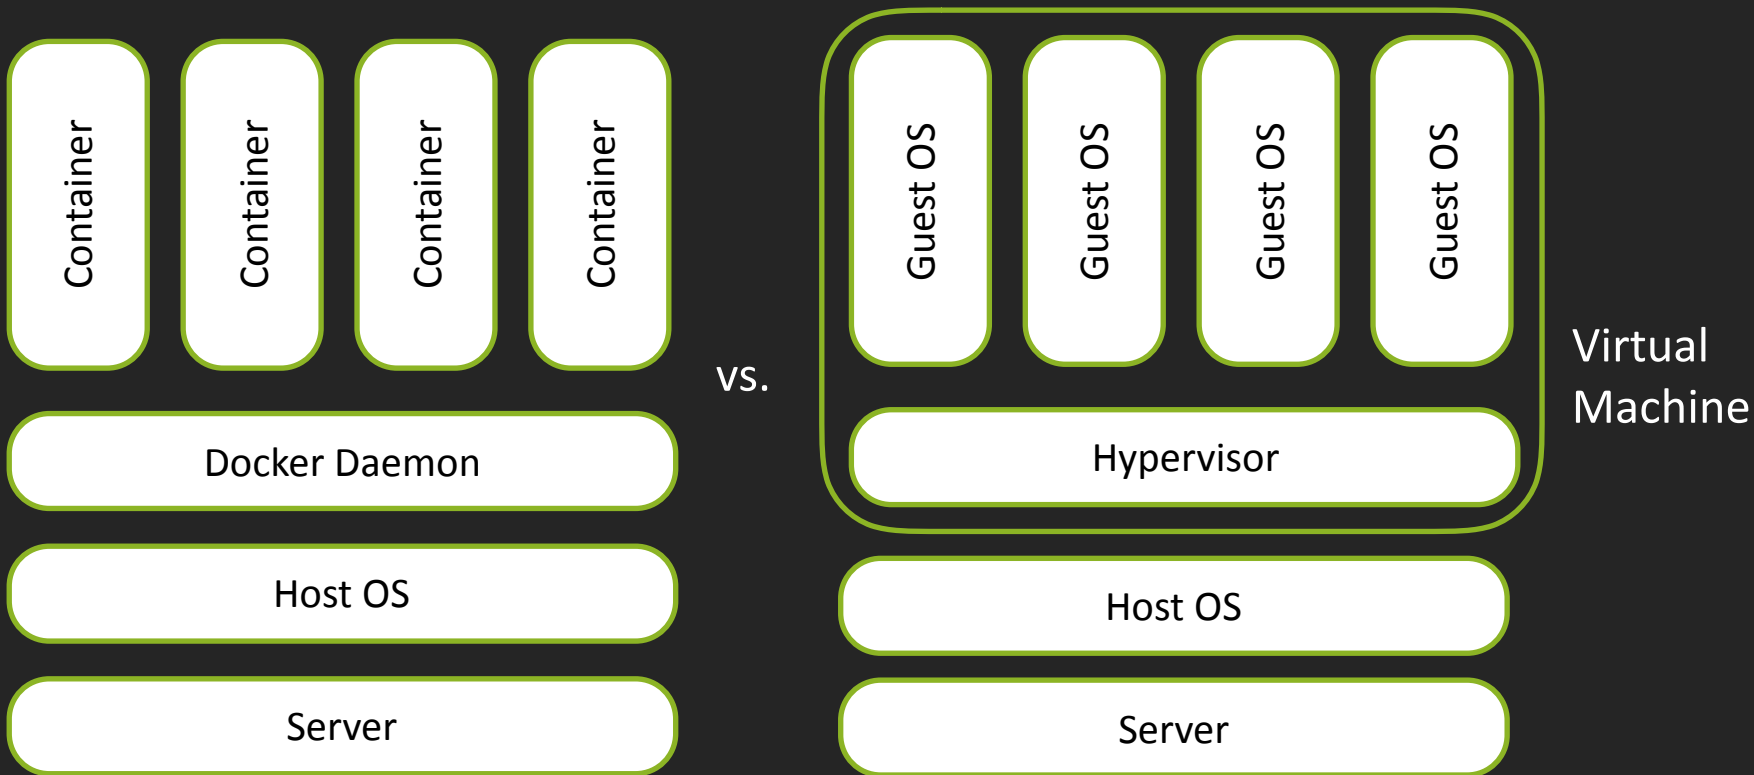 Container
Container
Container
Container
Docker Daemon
Host OS
Server
vs.
Guest OS
Guest OS
Guest OS
Guest OS
Hypervisor
Host OS
Server
Virtual
Machine